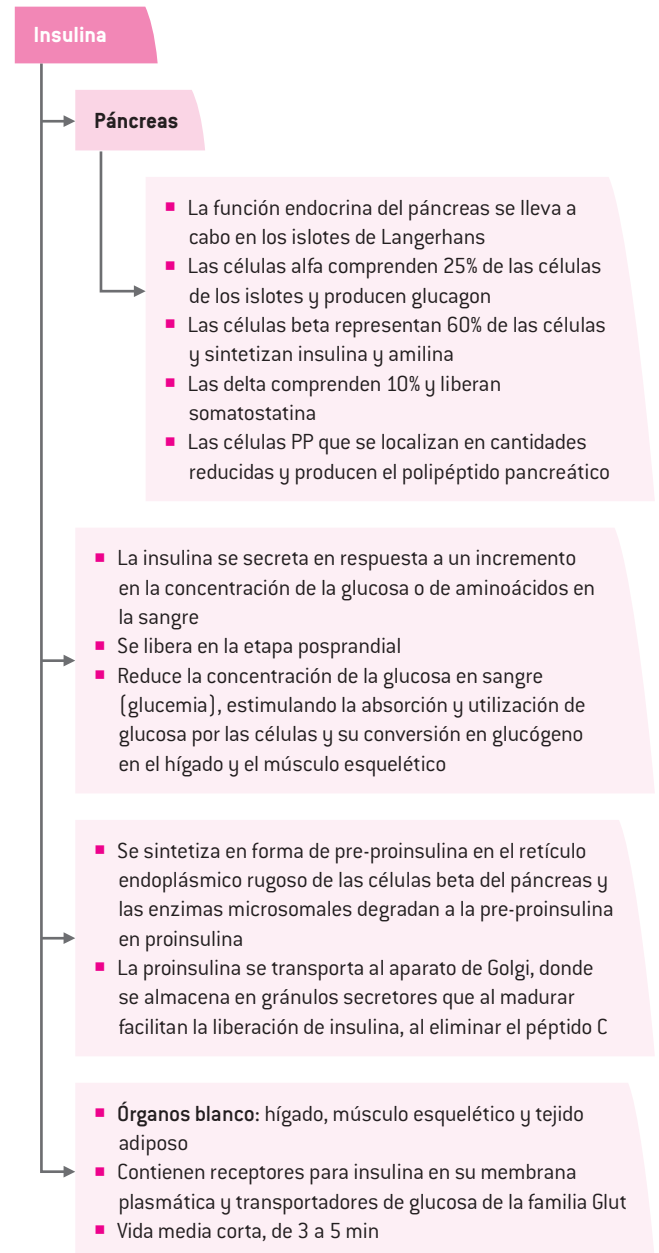 Insulina
Páncreas
▪ La función endocrina del páncreas se lleva a
cabo en los islotes de Langerhans
▪ Las células alfa comprenden 25% de las células
de los islotes y producen glucagon
▪ Las células beta representan 60% de las células
y sintetizan insulina y amilina
▪ Las delta comprenden 10% y liberan
somatostatina
▪ Las células PP que se localizan en cantidades
reducidas y producen el polipéptido pancreático
▪ La insulina se secreta en respuesta a un incremento
en la concentración de la glucosa o de aminoácidos en
la sangre
▪ Se libera en la etapa posprandial
▪ Reduce la concentración de la glucosa en sangre
(glucemia), estimulando la absorción y utilización de
glucosa por las células y su conversión en glucógeno
en el hígado y el músculo esquelético
▪ Se sintetiza en forma de pre-proinsulina en el retículo
endoplásmico rugoso de las células beta del páncreas y
las enzimas microsomales degradan a la pre-proinsulina
en proinsulina
▪ La proinsulina se transporta al aparato de Golgi, donde
se almacena en gránulos secretores que al madurar
facilitan la liberación de insulina, al eliminar el péptido C
▪ Órganos blanco: hígado, músculo esquelético y tejido
adiposo
▪ Contienen receptores para insulina en su membrana
plasmática y transportadores de glucosa de la familia Glut
▪ Vida media corta, de 3 a 5 min